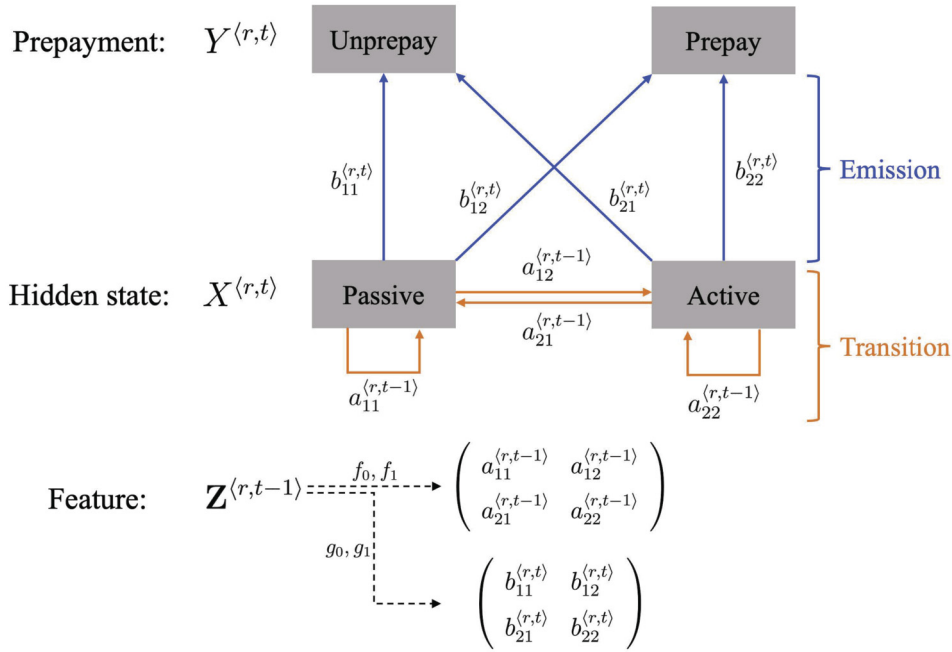 Prepayment: Y^{⟨r,t⟩} Unprepay Prepay
b_{11}^{⟨r,t⟩} b_{12}^{⟨r,t⟩} b_{21}^{⟨r,t⟩} b_{22}^{⟨r,t⟩} Emission
a_{12}^{⟨r,t−1⟩}
Hidden state: X^{⟨r,t⟩} Passive Active
a_{21}^{⟨r,t−1⟩}
Transition
a_{11}^{⟨r,t−1⟩} a_{22}^{⟨r,t−1⟩}
Feature: Z^{⟨r,t−1⟩} f_0, f_1
a_{11}^{⟨r,t−1⟩} a_{12}^{⟨r,t−1⟩}
a_{21}^{⟨r,t−1⟩} a_{22}^{⟨r,t−1⟩}
g_0, g_1
b_{11}^{⟨r,t⟩} b_{12}^{⟨r,t⟩}
b_{21}^{⟨r,t⟩} b_{22}^{⟨r,t⟩}